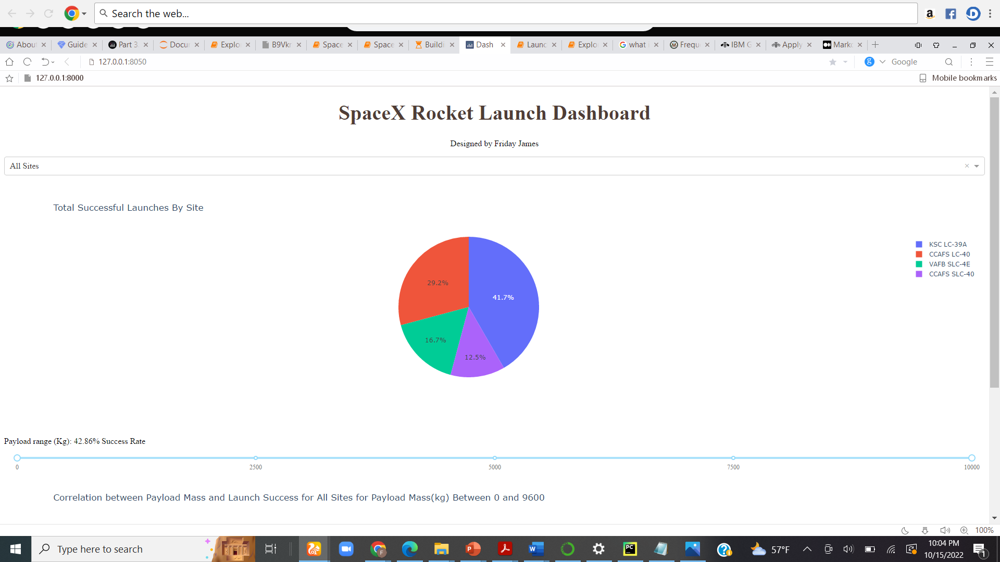 Search the web...
About
Guide
Part 3.
Docum
Explo
B9Vkr
Space
Space
Buildi
Dash
Launc
Explo
what i
Frequ
IBM G
Apply
Marko
127.0.0.1:8050
Google
127.0.0.1:8000
Mobile bookmarks
SpaceX Rocket Launch Dashboard
Designed by Friday James
All Sites
Total Successful Launches By Site
KSC LC-39A
CCAFS LC-40
VAFB SLC-4E
CCAFS SLC-40
29.2%
41.7%
16.7%
12.5%
Payload range (Kg): 42.86% Success Rate
0 2500 5000 7500 10000
Correlation between Payload Mass and Launch Success for All Sites for Payload Mass(kg) Between 0 and 9600
100%
Type here to search
57°F
10:04 PM
10/15/2022
1